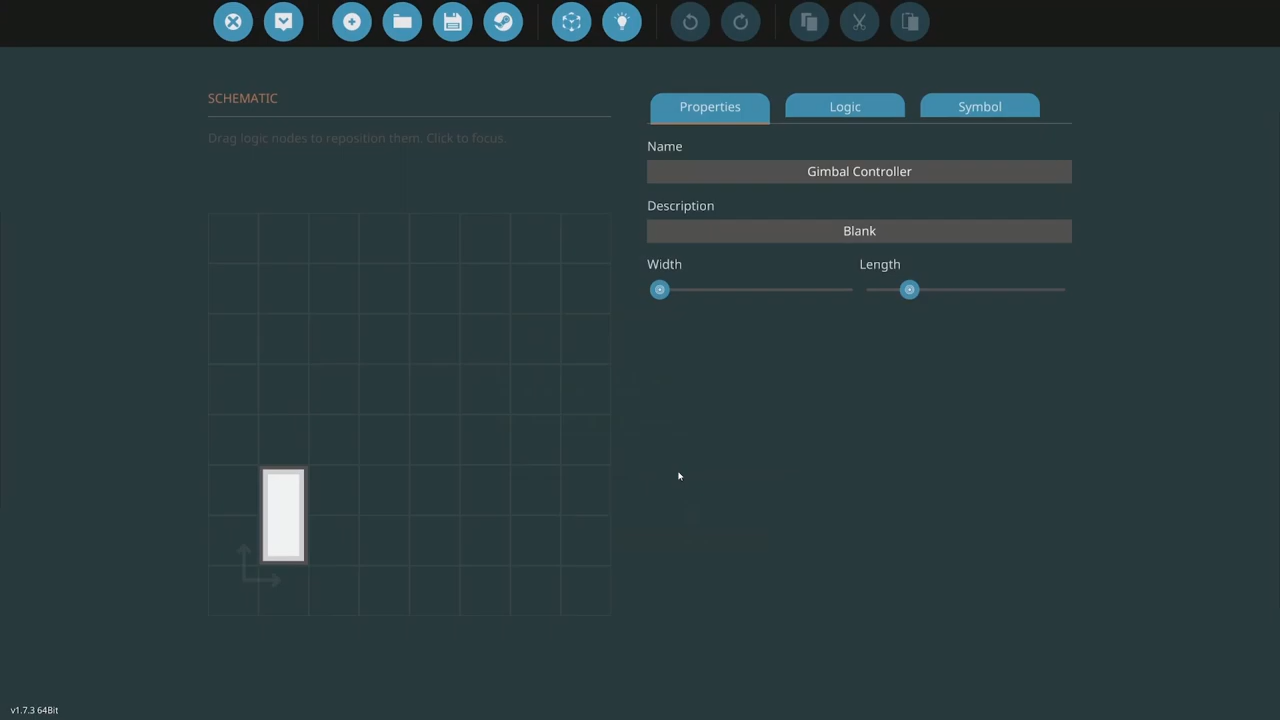 SCHEMATIC
Drag logic nodes to reposition them. Click to focus.
Properties
Logic
Symbol
Name
Gimbal Controller
Description
Blank
Width
Length
v1.7.3 64Bit